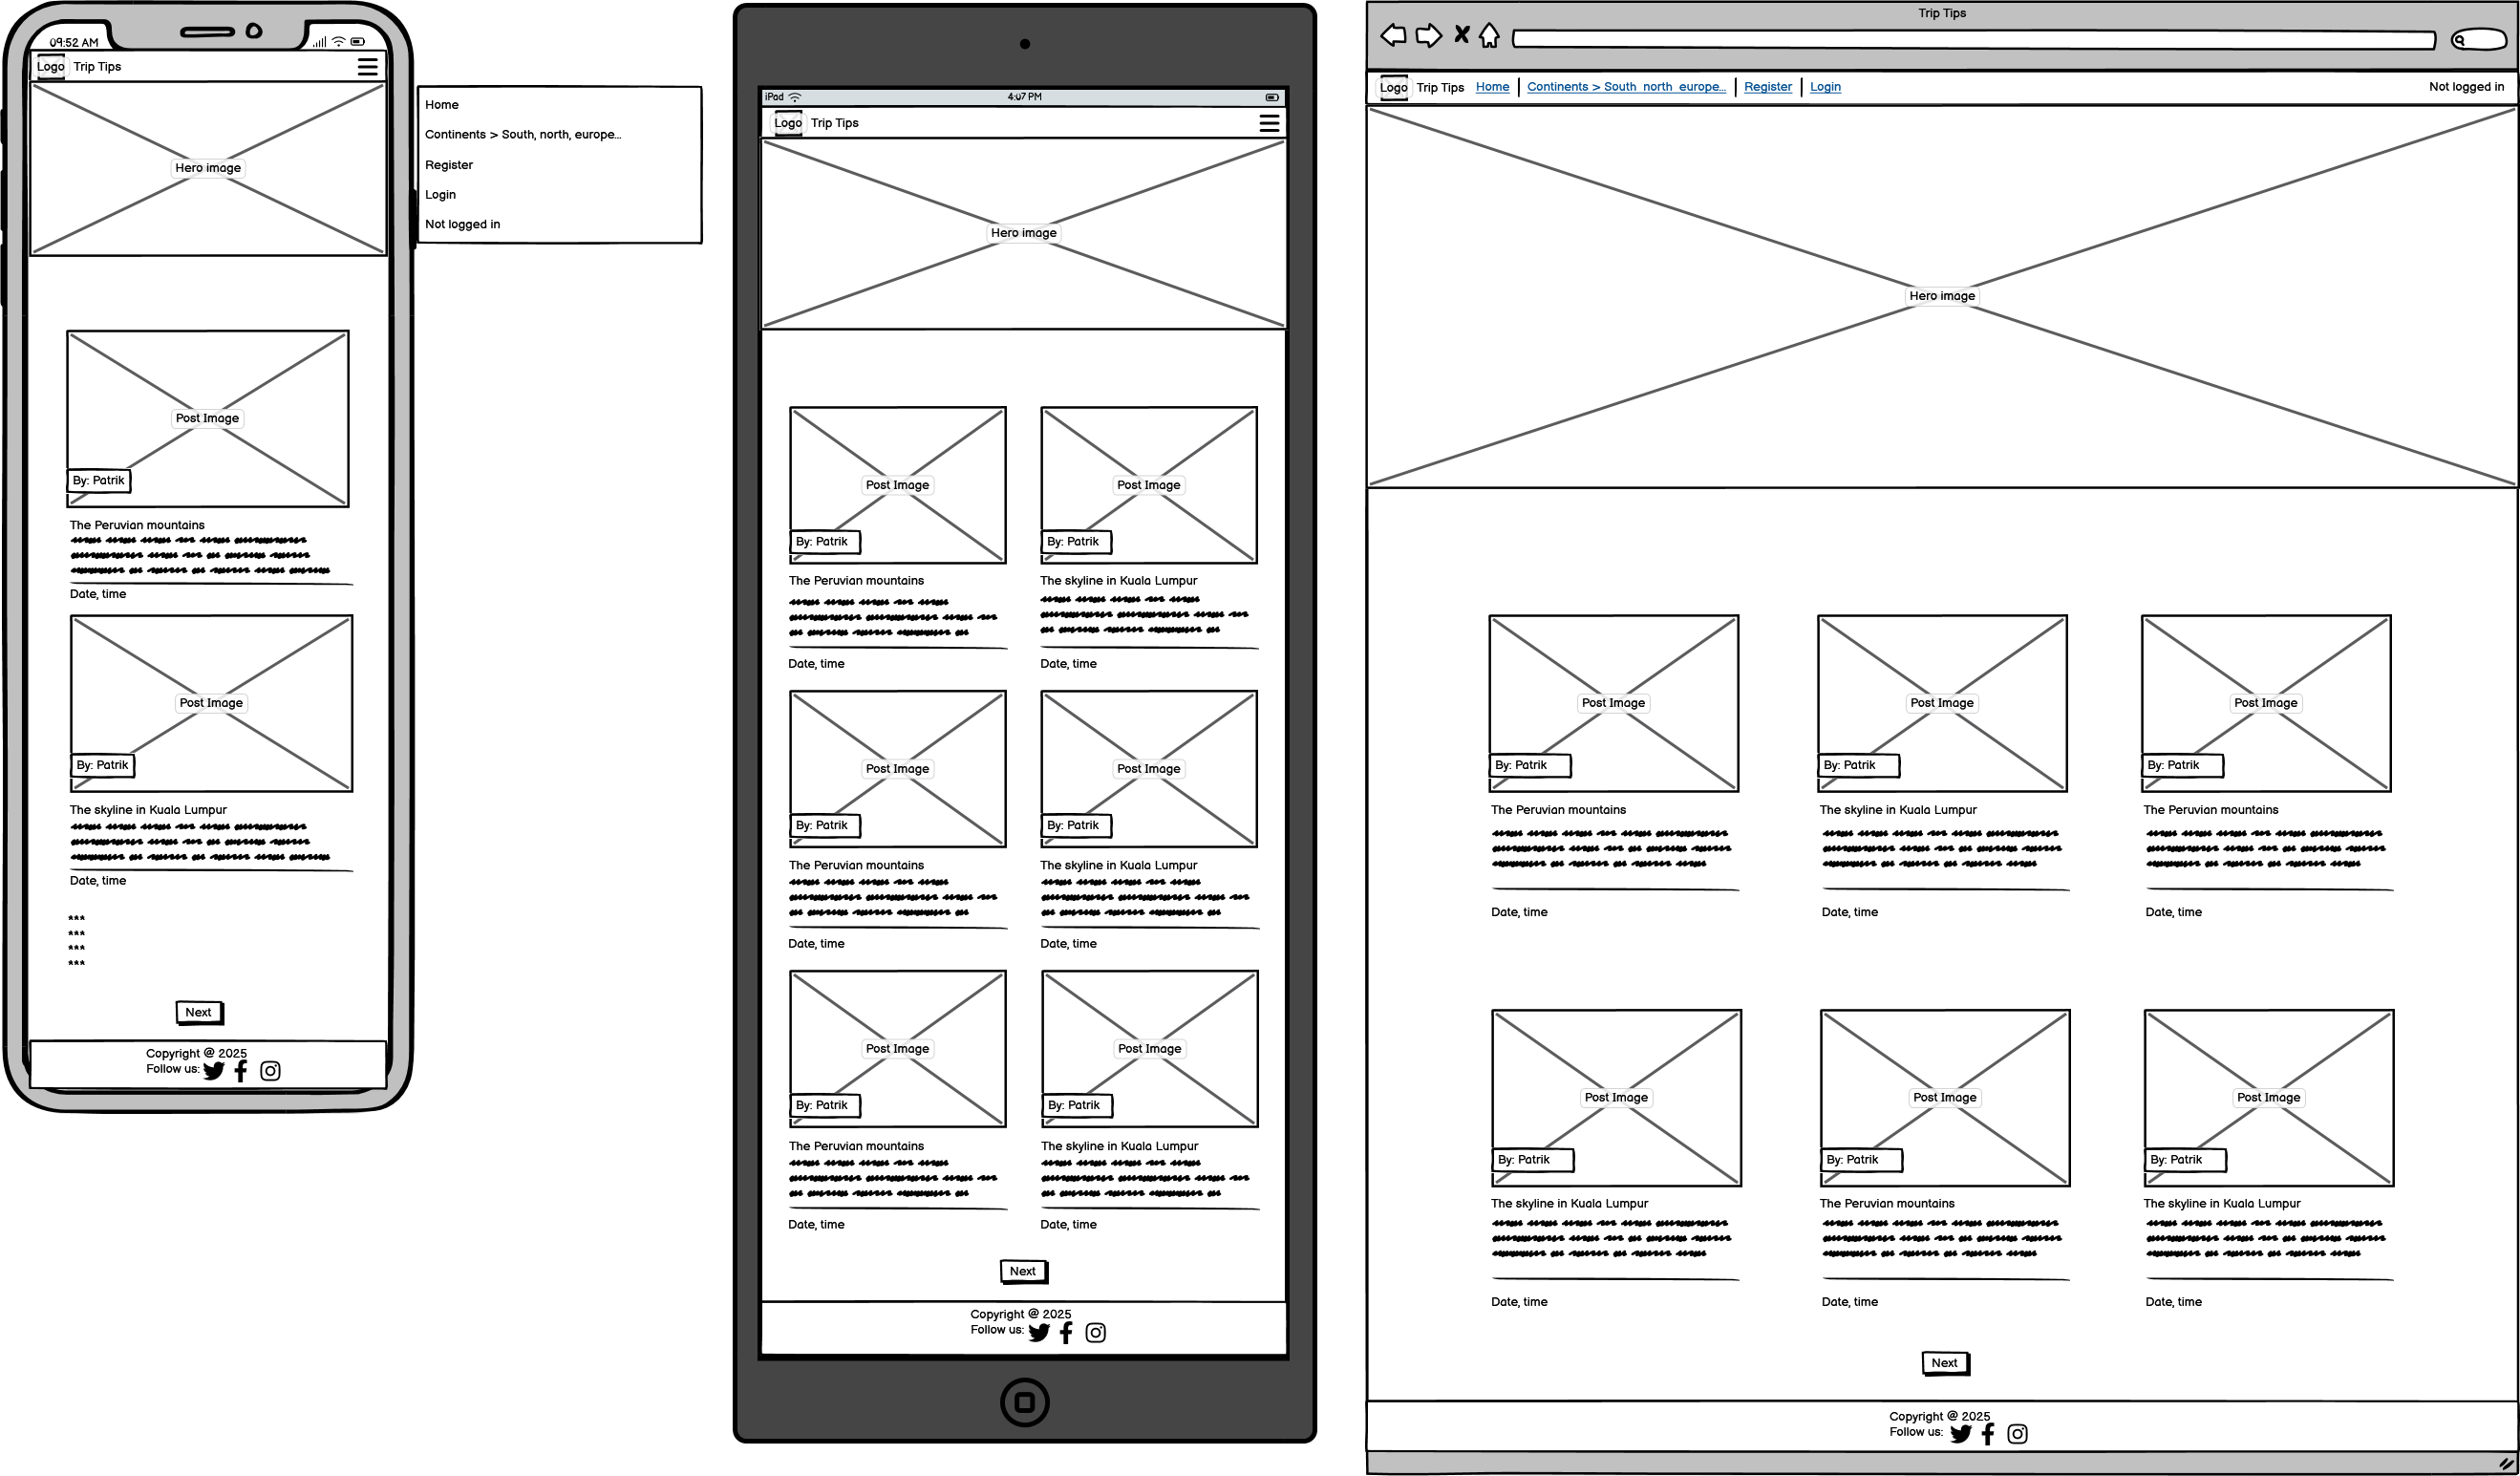 09:52 AM
Logo Trip Tips
Hero image
Post Image
By: Patrik
The Peruvian mountains
Date, time
Post Image
By: Patrik
The skyline in Kuala Lumpur
Date, time
***
***
***
***
Next
Copyright @ 2025
Follow us:
Home
Continents > South, north, europe...
Register
Login
Not logged in
iPad 4:07 PM
Logo Trip Tips
Hero image
Post Image Post Image
By: Patrik By: Patrik
The Peruvian mountains The skyline in Kuala Lumpur
Date, time Date, time
Post Image Post Image
By: Patrik By: Patrik
The Peruvian mountains The skyline in Kuala Lumpur
Date, time Date, time
Post Image Post Image
By: Patrik By: Patrik
The Peruvian mountains The skyline in Kuala Lumpur
Date, time Date, time
Next
Copyright @ 2025
Follow us:
Trip Tips
Logo Trip Tips Home Continents > South north europe... Register Login Not logged in
Hero image
Post Image Post Image Post Image
By: Patrik By: Patrik By: Patrik
The Peruvian mountains The skyline in Kuala Lumpur The Peruvian mountains
Date, time Date, time Date, time
Post Image Post Image Post Image
By: Patrik By: Patrik By: Patrik
The skyline in Kuala Lumpur The Peruvian mountains The skyline in Kuala Lumpur
Date, time Date, time Date, time
Next
Copyright @ 2025
Follow us: